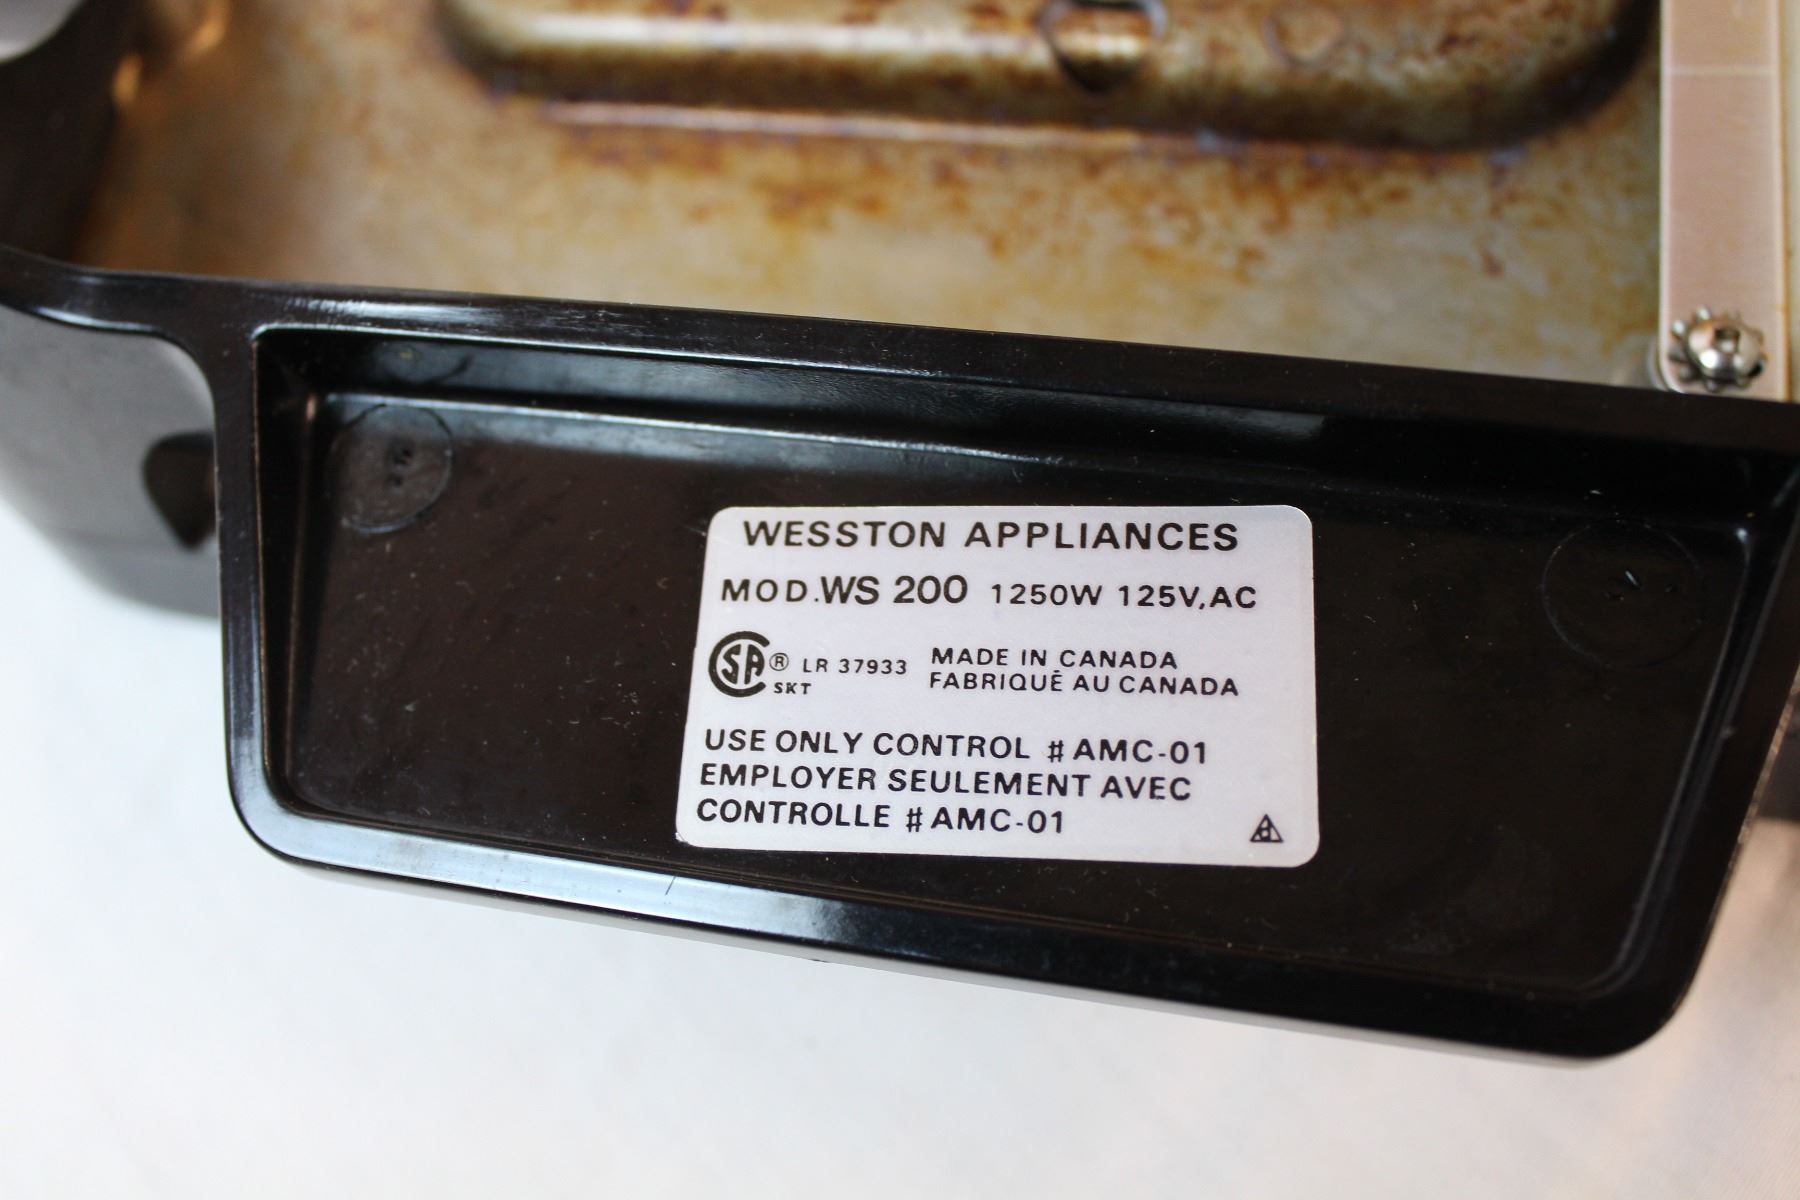 WESSTON APPLIANCES
MOD. WS 200 1250W 125V, AC
SA ® LR 37933 MADE IN CANADA
SKT FABRIQUÉ AU CANADA
USE ONLY CONTROL # AMC-01
EMPLOYER SEULEMENT AVEC
CONTROLLE # AMC-01